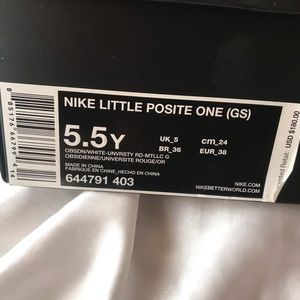 NIKE LITTLE POSITE ONE (GS)
5.5Y
UK_5 cm_24
BR_36 EUR_38
OBSDN/WHITE-UNVRSTY RD-MTLLC G
OBSIDIENNE/UNIVERSITE ROUGE/OR
MADE IN CHINA
FABRIQUE EN CHINE_HECHO EN CHINA
644791 403
NIKE.COM
NIKEBETTERWORLD.COM
Retail: USD $180.00